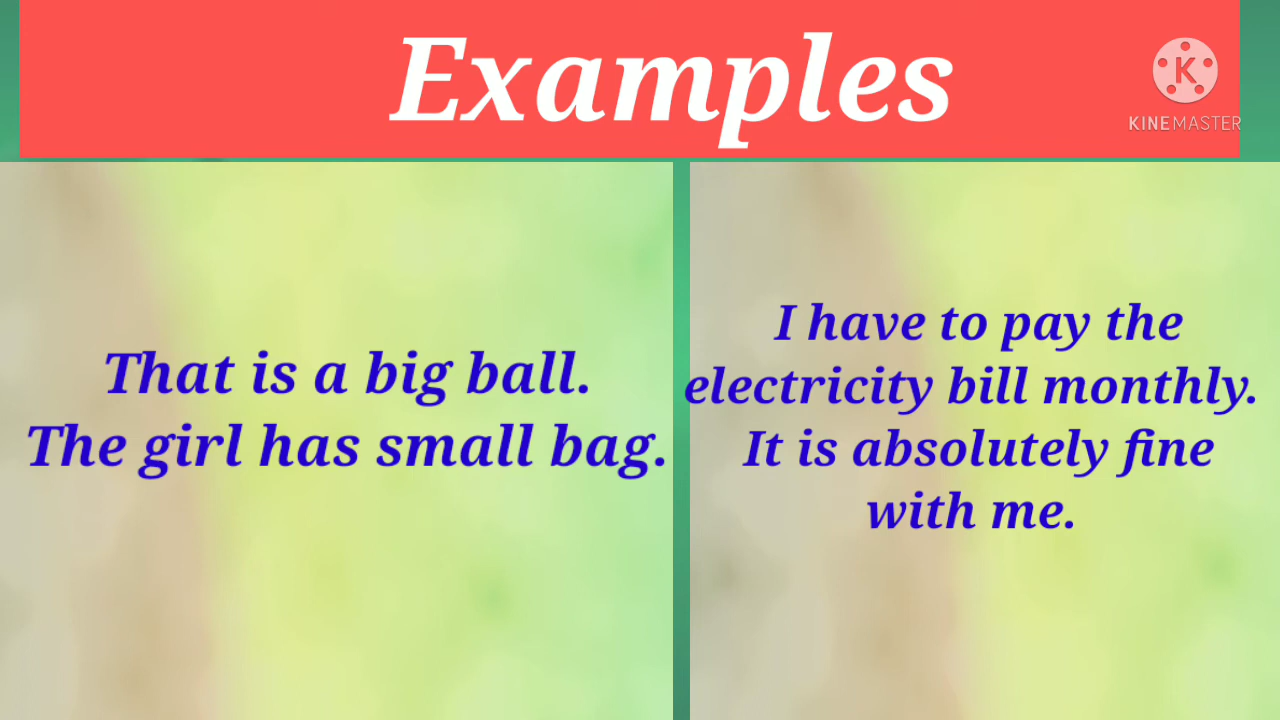 Examples
KINEMASTER
That is a big ball.
The girl has small bag.
I have to pay the
electricity bill monthly.
It is absolutely fine
with me.